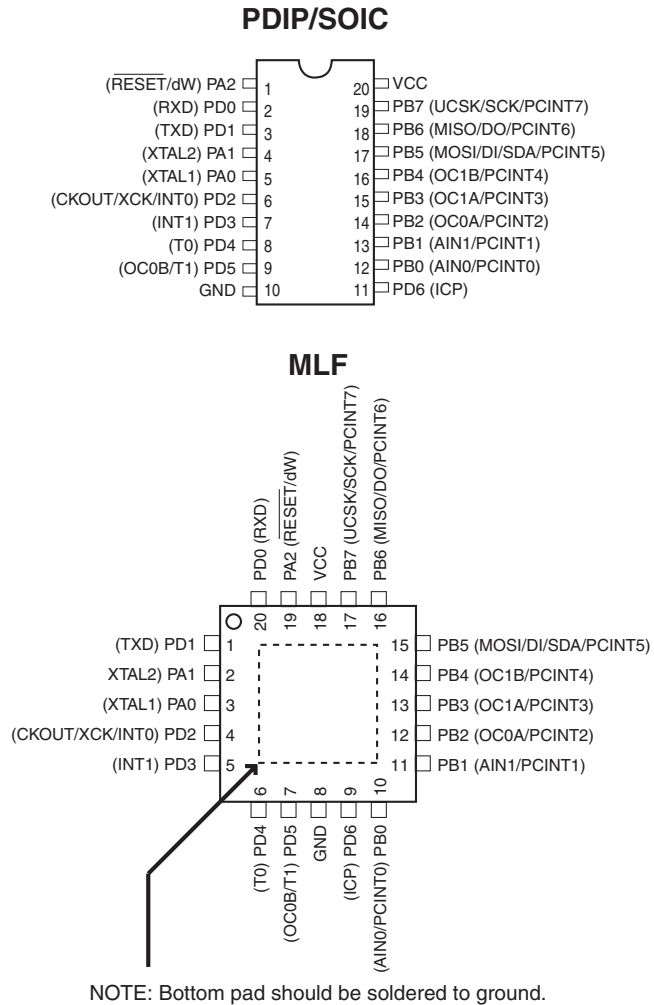 PDIP/SOIC
(RESET/dW) PA2 1
(RXD) PD0 2
(TXD) PD1 3
(XTAL2) PA1 4
(XTAL1) PA0 5
(CKOUT/XCK/INT0) PD2 6
(INT1) PD3 7
(T0) PD4 8
(OC0B/T1) PD5 9
GND 10
20 VCC
19 PB7 (UCSK/SCK/PCINT7)
18 PB6 (MISO/DO/PCINT6)
17 PB5 (MOSI/DI/SDA/PCINT5)
16 PB4 (OC1B/PCINT4)
15 PB3 (OC1A/PCINT3)
14 PB2 (OC0A/PCINT2)
13 PB1 (AIN1/PCINT1)
12 PB0 (AIN0/PCINT0)
11 PD6 (ICP)
MLF
PD0 (RXD)
PA2 (RESET/dW)
VCC
PB7 (UCSK/SCK/PCINT7)
PB6 (MISO/DO/PCINT6)
20 19 18 17 16
(TXD) PD1 1
XTAL2) PA1 2
(XTAL1) PA0 3
(CKOUT/XCK/INT0) PD2 4
(INT1) PD3 5
15 PB5 (MOSI/DI/SDA/PCINT5)
14 PB4 (OC1B/PCINT4)
13 PB3 (OC1A/PCINT3)
12 PB2 (OC0A/PCINT2)
11 PB1 (AIN1/PCINT1)
6 7 8 9 10
(T0) PD4
(OC0B/T1) PD5
GND
(ICP) PD6
(AIN0/PCINT0) PB0
NOTE: Bottom pad should be soldered to ground.